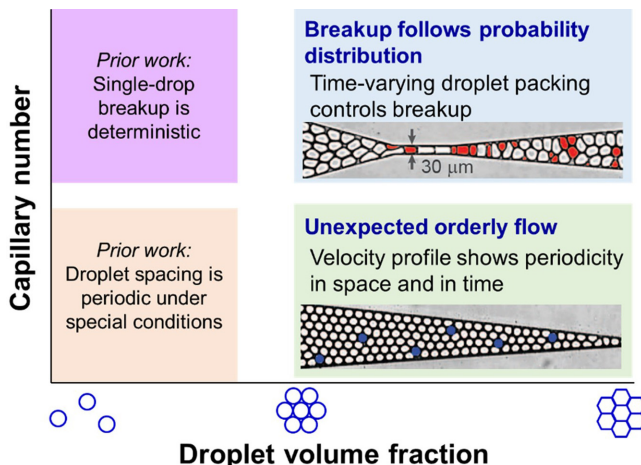 Capillary number
Prior work:
Single-drop
breakup is
deterministic
Breakup follows probability
distribution
Time-varying droplet packing
controls breakup
30 μm
Prior work:
Droplet spacing is
periodic under
special conditions
Unexpected orderly flow
Velocity profile shows periodicity
in space and in time
Droplet volume fraction